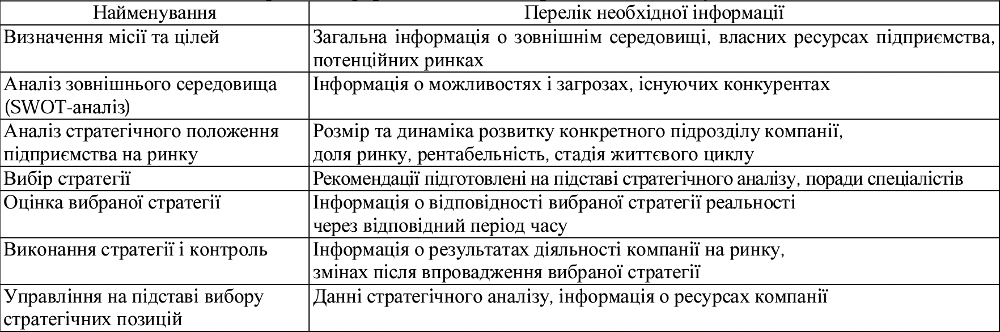 Найменування
Перелік необхідної інформації
Визначення місії та цілей
Загальна інформація о зовнішнім середовищі, власних ресурсах підприємства,
потенційних ринках
Аналіз зовнішнього середовища
(SWOT-аналіз)
Інформація о можливостях і загрозах, існуючих конкурентах
Аналіз стратегічного положення
підприємства на ринку
Розмір та динаміка розвитку конкретного підрозділу компанії,
доля ринку, рентабельність, стадія життєвого циклу
Вибір стратегії
Рекомендації підготовлені на підставі стратегічного аналізу, поради спеціалістів
Оцінка вибраної стратегії
Інформація о відповідності вибраної стратегії реальності
через відповідний період часу
Виконання стратегії і контроль
Інформація о результатах діяльності компанії на ринку,
змінах після впровадження вибраної стратегії
Управління на підставі вибору
стратегічних позицій
Данні стратегічного аналізу, інформація о ресурсах компанії